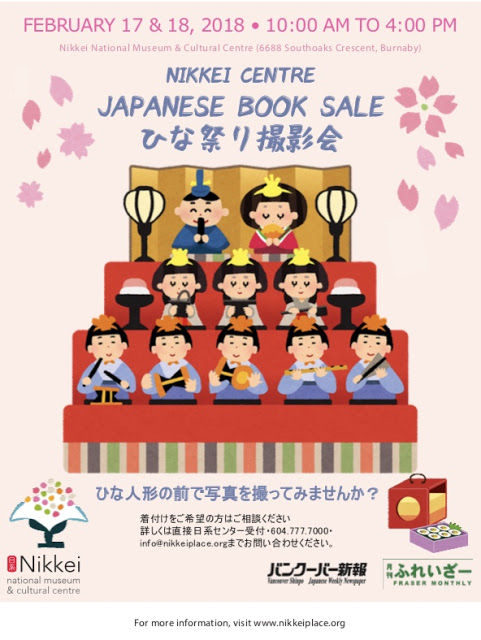 FEBRUARY 17 & 18, 2018 • 10:00 AM TO 4:00 PM
Nikkei National Museum & Cultural Centre (6688 Southoaks Crescent, Burnaby)
NIKKEI CENTRE
JAPANESE BOOK SALE
ひな祭り撮影会
ひな人形の前で写真を撮ってみませんか?
着付けをご希望の方はご相談ください
詳しくは直接日系センター受付・604.777.7000・
info@nikkeiplace.orgまでお問い合わせください。
日系 Nikkei
national museum
& cultural centre
バンクーバー新報
Vancouver Shinpo Japanese Weekly Newspaper
月刊 ふれいざー
FRASER MONTHLY
For more information, visit www.nikkeiplace.org